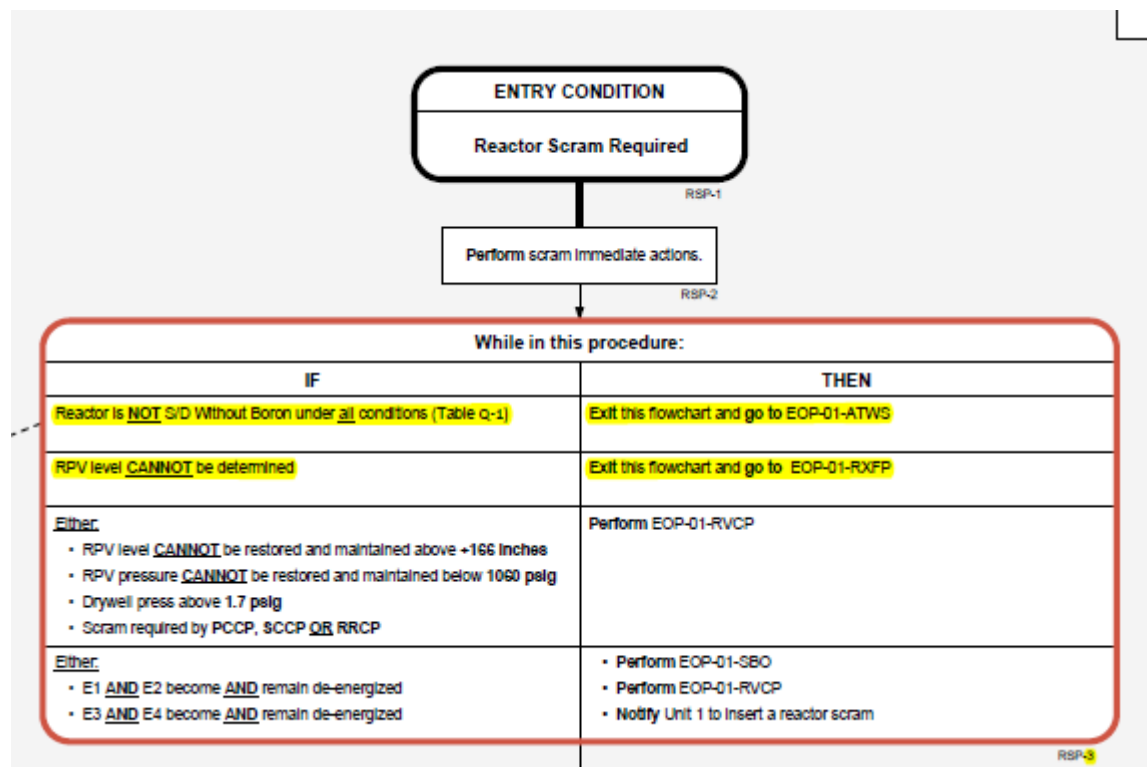 ENTRY CONDITION
Reactor Scram Required
RSP-1
Perform scram immediate actions.
RSP-2
While in this procedure:
IF
THEN
Reactor is NOT S/D Without Boron under all conditions (Table Q-1)
Exit this flowchart and go to EOP-01-ATWS
RPV level CANNOT be determined
Exit this flowchart and go to EOP-01-RXFP
Either:
• RPV level CANNOT be restored and maintained above +166 inches
• RPV pressure CANNOT be restored and maintained below 1060 psig
• Drywell press above 1.7 psig
• Scram required by PCCP, SCCP OR RRCP
Perform EOP-01-RVCP
Either:
• E1 AND E2 become AND remain de-energized
• E3 AND E4 become AND remain de-energized
• Perform EOP-01-SBO
• Perform EOP-01-RVCP
• Notify Unit 1 to insert a reactor scram
RSP-3